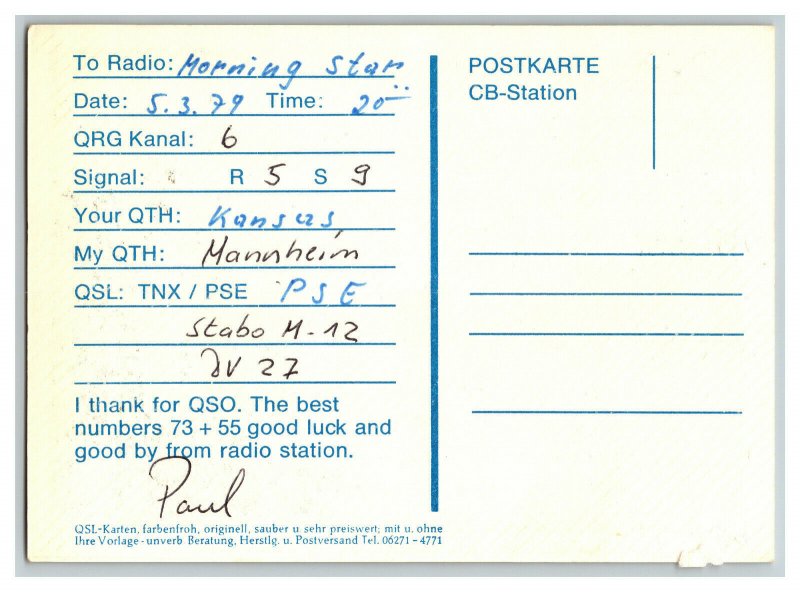 To Radio: Morning Star
Date: 5.3.79 Time: 20
QRG Kanal: 6
Signal: R 5 S 9
Your QTH: Kansas
My QTH: Mannheim
QSL: TNX / PSE PSE
Stabo M-12
DV 27
I thank for QSO. The best
numbers 73 + 55 good luck and
good by from radio station.
Paul
QSL-Karten, farbenfroh, originell, sauber u sehr preiswert; mit u. ohne
Ihre Vorlage - unverb Beratung, Herstlg. u. Postversand Tel. 06271 - 4771
POSTKARTE
CB-Station